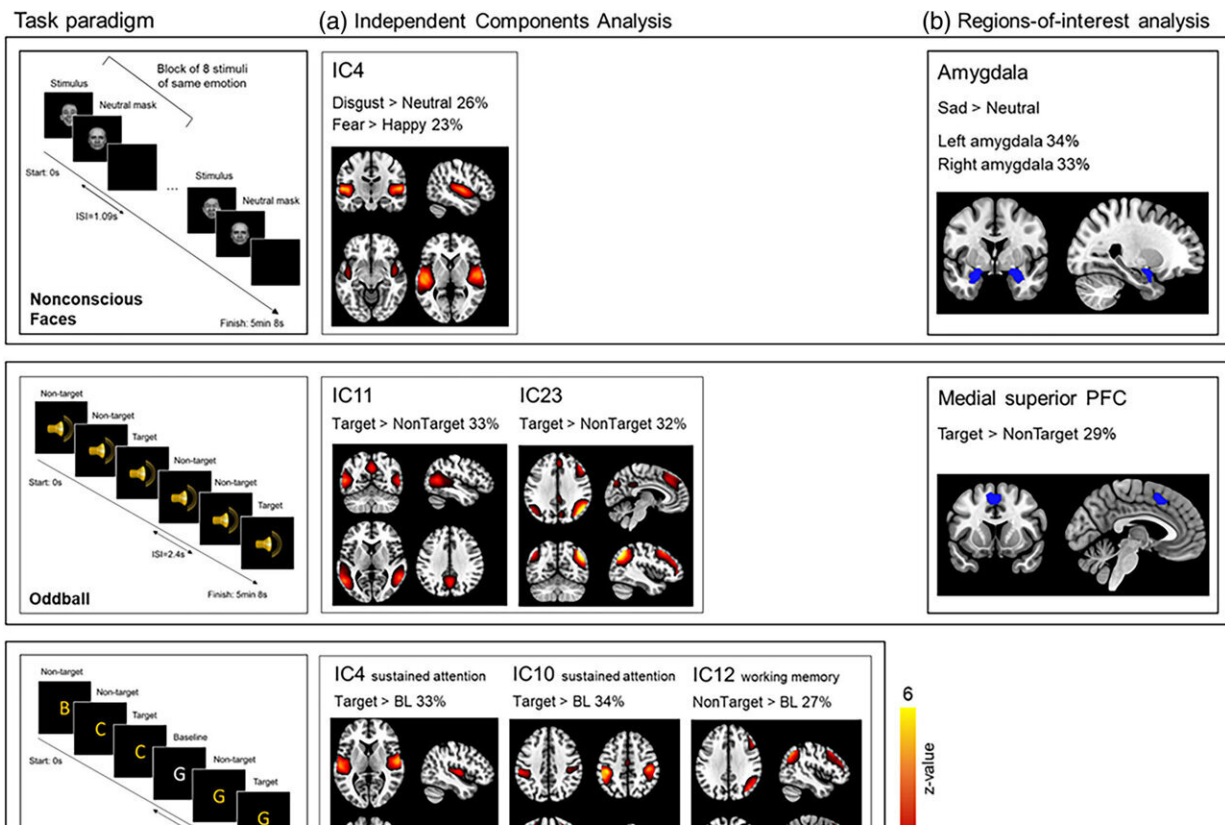 Task paradigm
(a) Independent Components Analysis
(b) Regions-of-interest analysis
Block of 8 stimuli
of same emotion
Stimulus
Neutral mask
Start: 0s
...
Stimulus
ISI=1.09s
Neutral mask
Nonconscious
Faces
Finish: 5min 8s
IC4
Disgust > Neutral 26%
Fear > Happy 23%
Amygdala
Sad > Neutral
Left amygdala 34%
Right amygdala 33%
Non-target
Non-target
Target
Non-target
Start: 0s
Non-target
Target
ISI=2.4s
Finish: 5min 8s
Oddball
IC11
Target > NonTarget 33%
IC23
Target > NonTarget 32%
Medial superior PFC
Target > NonTarget 29%
Non-target
Non-target
B
Target
C
Baseline
C
Start: 0s
Non-target
G
Target
G
G
IC4 sustained attention
Target > BL 33%
IC10 sustained attention
Target > BL 34%
IC12 working memory
NonTarget > BL 27%
6
z-value